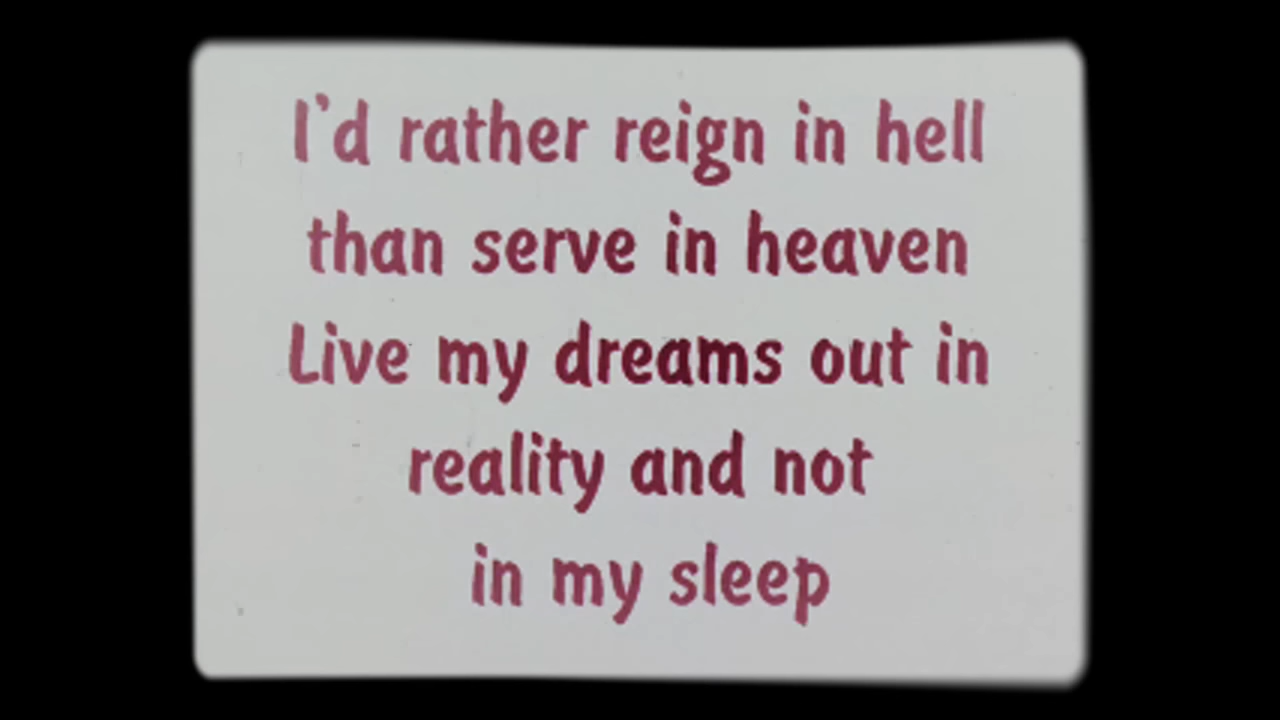 I'd rather reign in hell
than serve in heaven
Live my dreams out in
reality and not
in my sleep